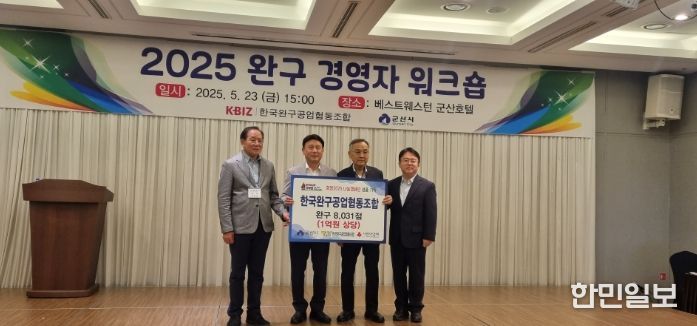 2025 완구 경영자 워크숍
일시 : 2025. 5. 23 (금) 15:00 장소 : 베스트웨스턴 군산호텔
K·BIZ 한국완구공업협동조합 군산시
한국완구공업협동조합
완구 8,031점
(1억원 상당)
한민일보